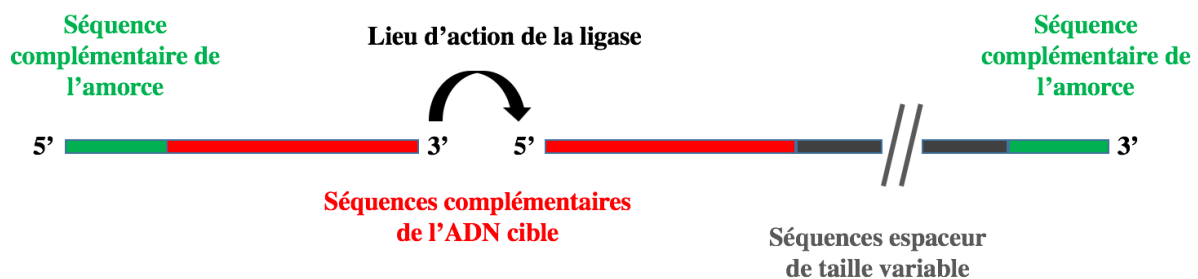 Séquence
complémentaire de
l’amorce
Lieu d’action de la ligase
Séquence
complémentaire de
l’amorce
5’ 3’ 5’ 3’
Séquences complémentaires
de l’ADN cible
Séquences espaceur
de taille variable